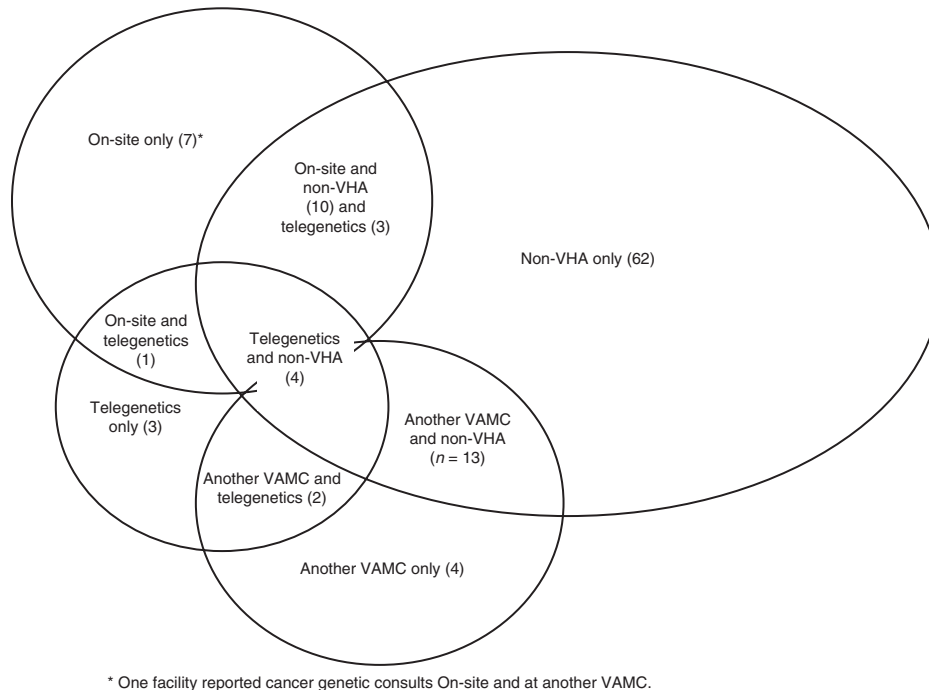 On-site only (7)*
On-site and
non-VHA
(10) and
telegenetics (3)
Non-VHA only (62)
On-site and
telegenetics
(1)
Telegenetics
and non-VHA
(4)
Telegenetics
only (3)
Another VAMC
and non-VHA
(n = 13)
Another VAMC and
telegenetics (2)
Another VAMC only (4)
* One facility reported cancer genetic consults On-site and at another VAMC.